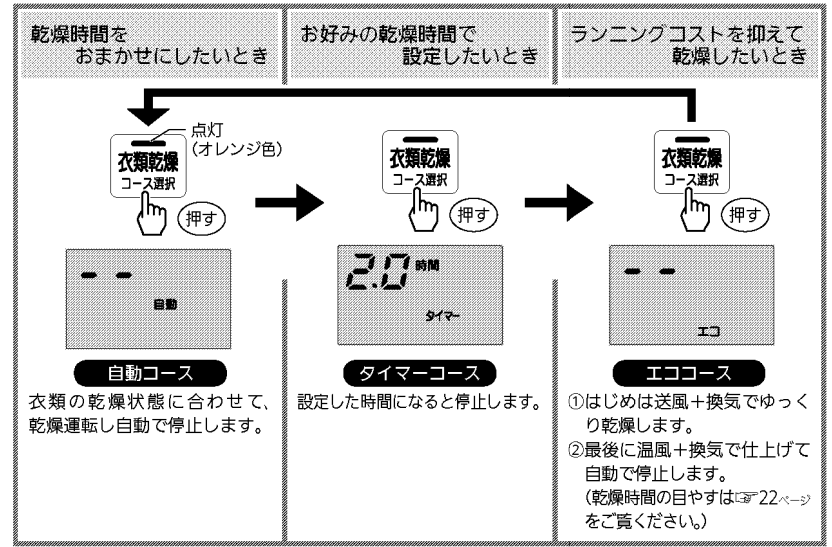 乾燥時間を
おまかせにしたいとき
お好みの乾燥時間で
設定したいとき
ランニングコストを抑えて
乾燥したいとき
点灯
(オレンジ色)
衣類乾燥
コース選択
押す
衣類乾燥
コース選択
押す
衣類乾燥
コース選択
押す
- -
自動
2.0 時間
タイマー
- -
エコ
自動コース
衣類の乾燥状態に合わせて、
乾燥運転し自動で停止します。
タイマーコース
設定した時間になると停止します。
エココース
①はじめは送風＋換気でゆっく
り乾燥します。
②最後に温風＋換気で仕上げて
自動で停止します。
(乾燥時間の目やすは☞22ページ
をご覧ください。)